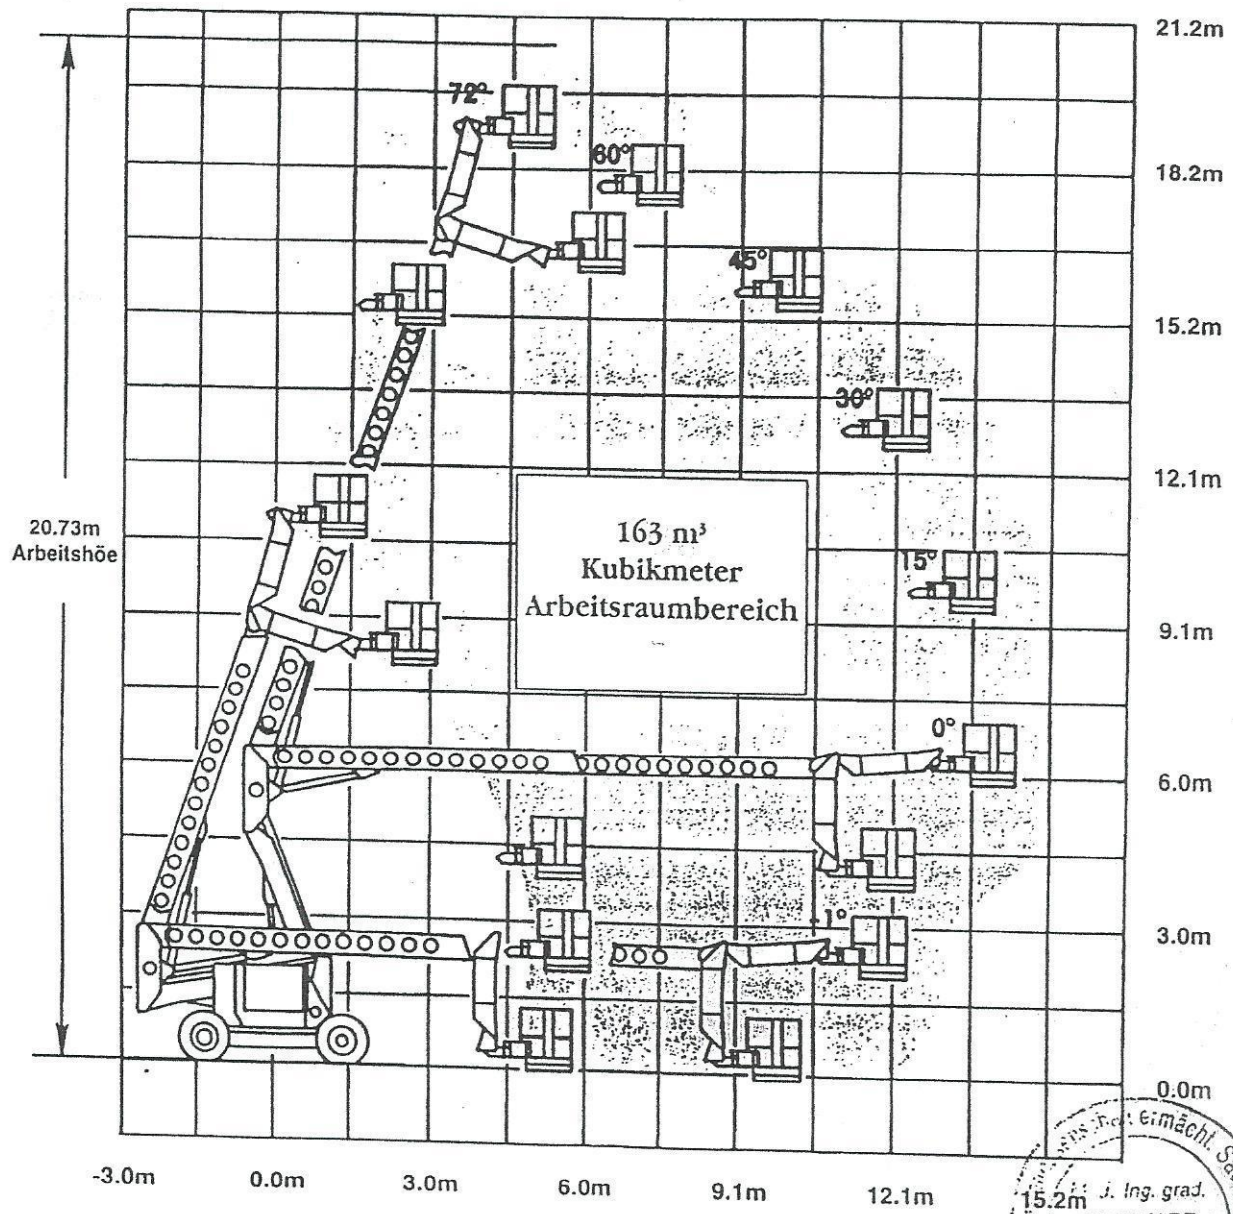 21.2m
72°
60°
18.2m
45°
15.2m
30°
12.1m
20.73m
Arbeitshöe
163 m³
Kubikmeter
Arbeitsraumbereich
15°
9.1m
0°
6.0m
-1°
3.0m
0.0m
ermächt.
Ing. grad.
-3.0m
0.0m
3.0m
6.0m
9.1m
12.1m
15.2m